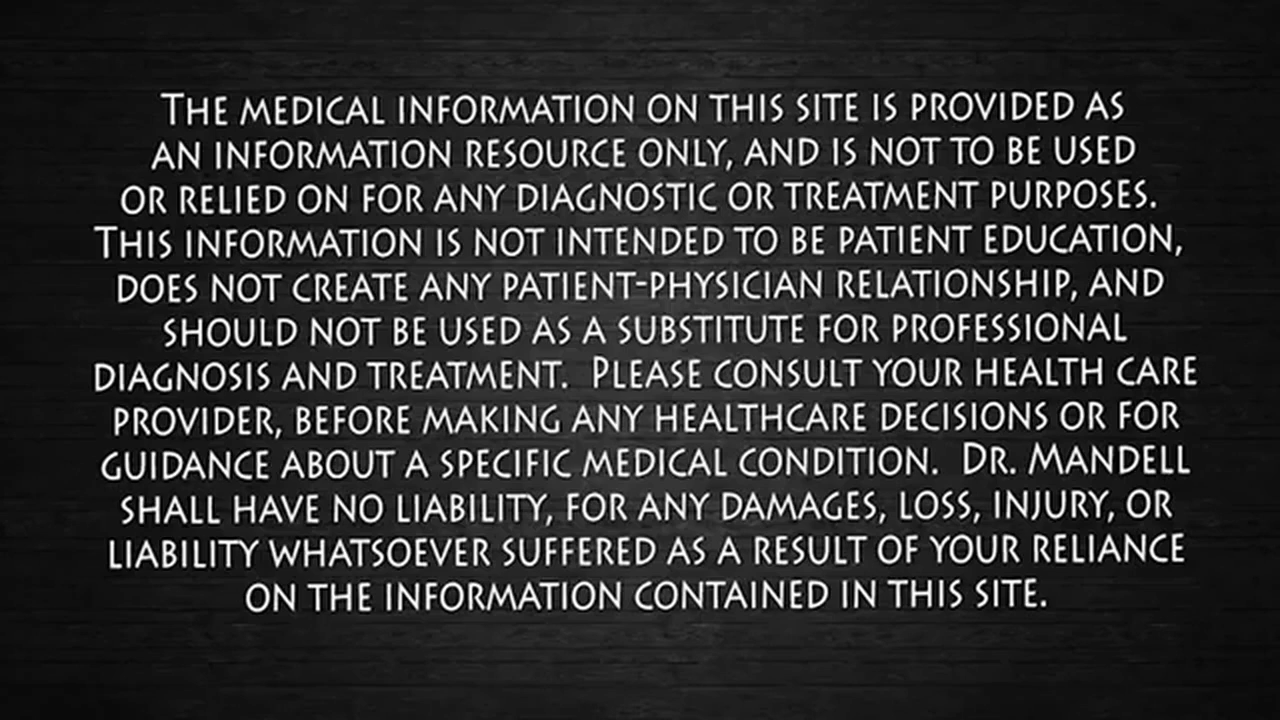 The medical information on this site is provided as
an information resource only, and is not to be used
or relied on for any diagnostic or treatment purposes.
This information is not intended to be patient education,
does not create any patient-physician relationship, and
should not be used as a substitute for professional
diagnosis and treatment. Please consult your health care
provider, before making any healthcare decisions or for
guidance about a specific medical condition. Dr. Mandell
shall have no liability, for any damages, loss, injury, or
liability whatsoever suffered as a result of your reliance
on the information contained in this site.